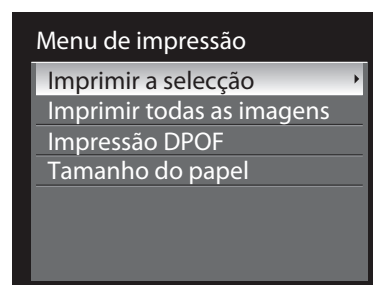 Menu de impressão
Imprimir a selecção
Imprimir todas as imagens
Impressão DPOF
Tamanho do papel